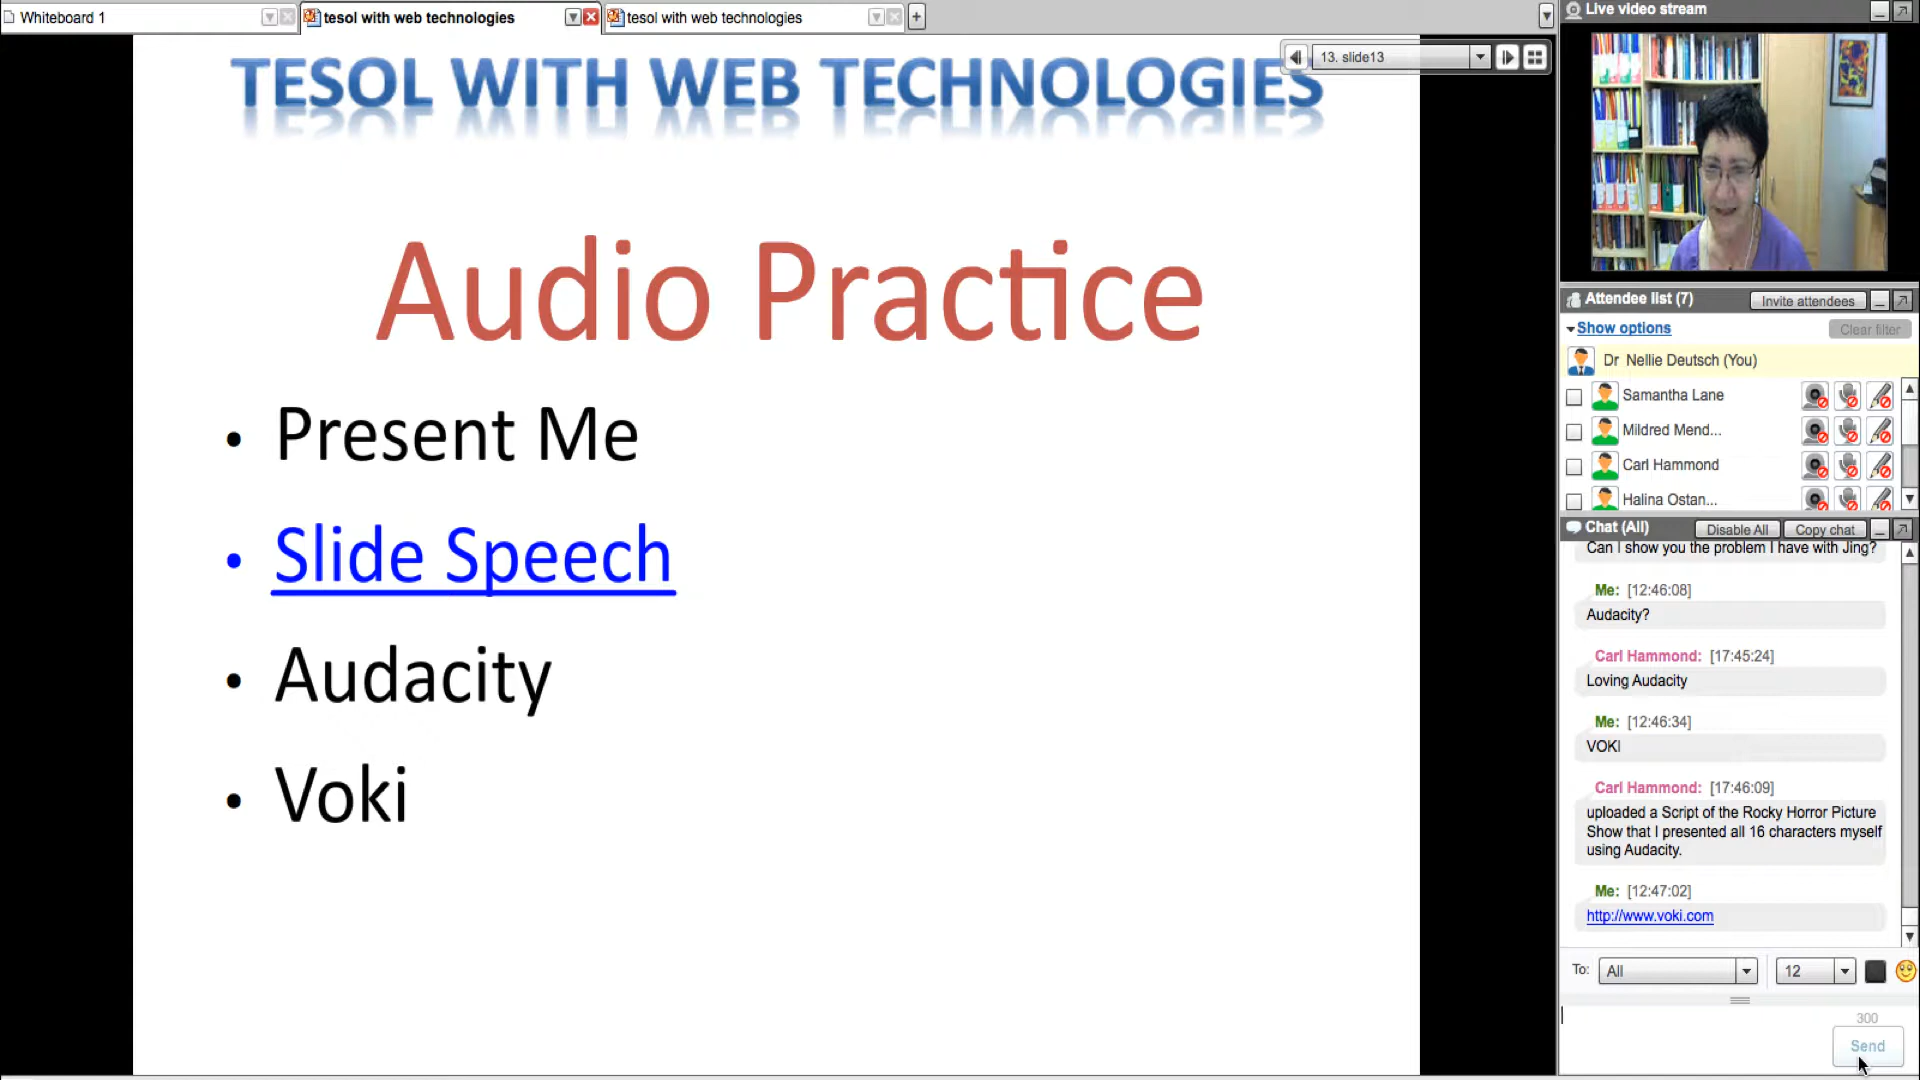 Whiteboard 1
tesol with web technologies
tesol with web technologies
+
13. slide13
TESOL WITH WEB TECHNOLOGIES
Audio Practice
• Present Me
• Slide Speech
• Audacity
• Voki
Live video stream
Attendee list (7)
Invite attendees
Show options
Clear filter
Dr Nellie Deutsch (You)
Samantha Lane
Mildred Mend...
Carl Hammond
Halina Ostan...
Chat (All)
Disable All
Copy chat
Can I show you the problem I have with Jing?
Me: [12:46:08]
Audacity?
Carl Hammond: [17:45:24]
Loving Audacity
Me: [12:46:34]
VOKI
Carl Hammond: [17:46:09]
uploaded a Script of the Rocky Horror Picture
Show that I presented all 16 characters myself
using Audacity.
Me: [12:47:02]
http://www.voki.com
To: All 12
300
Send